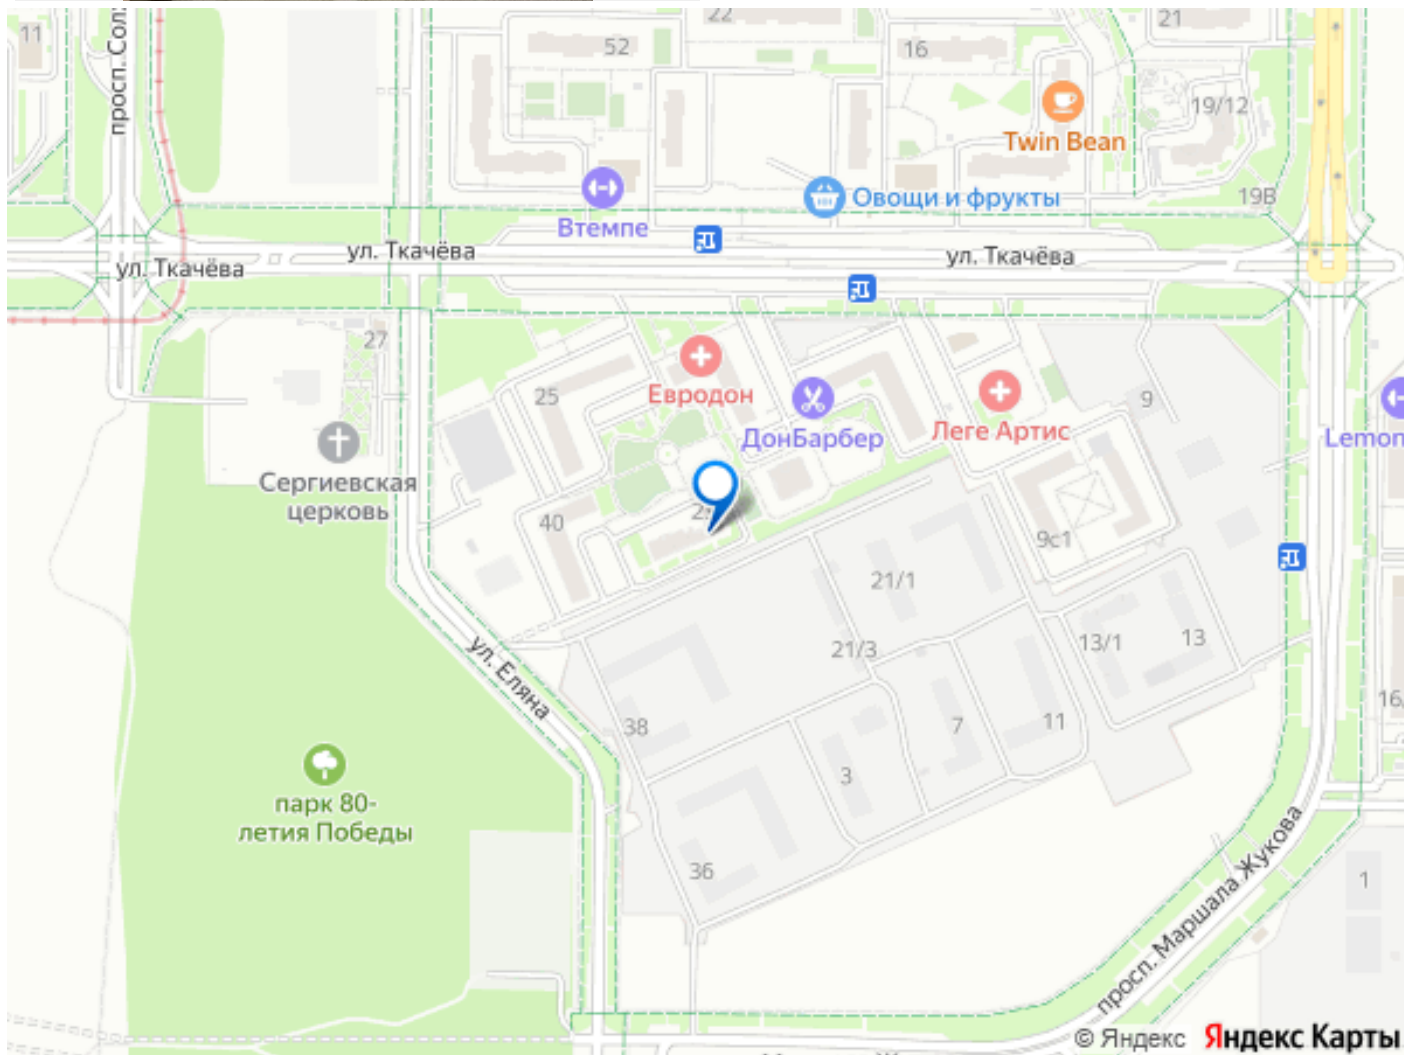 11
просп. Сол
52
22
16
21
19/12
Twin Bean
19В
Втемпе
Овощи и фрукты
ул. Ткачёва
ул. Ткачёва
ул. Ткачёва
27
25
Евродон
ДонБарбер
Леге Артис
9
Lemon
Сергиевская
церковь
40
9с1
21/1
21/3
13/1
13
ул. Еляна
38
7
11
16
3
парк 80-
летия Победы
36
1
просп. Маршала Жукова
© Яндекс Яндекс Карты